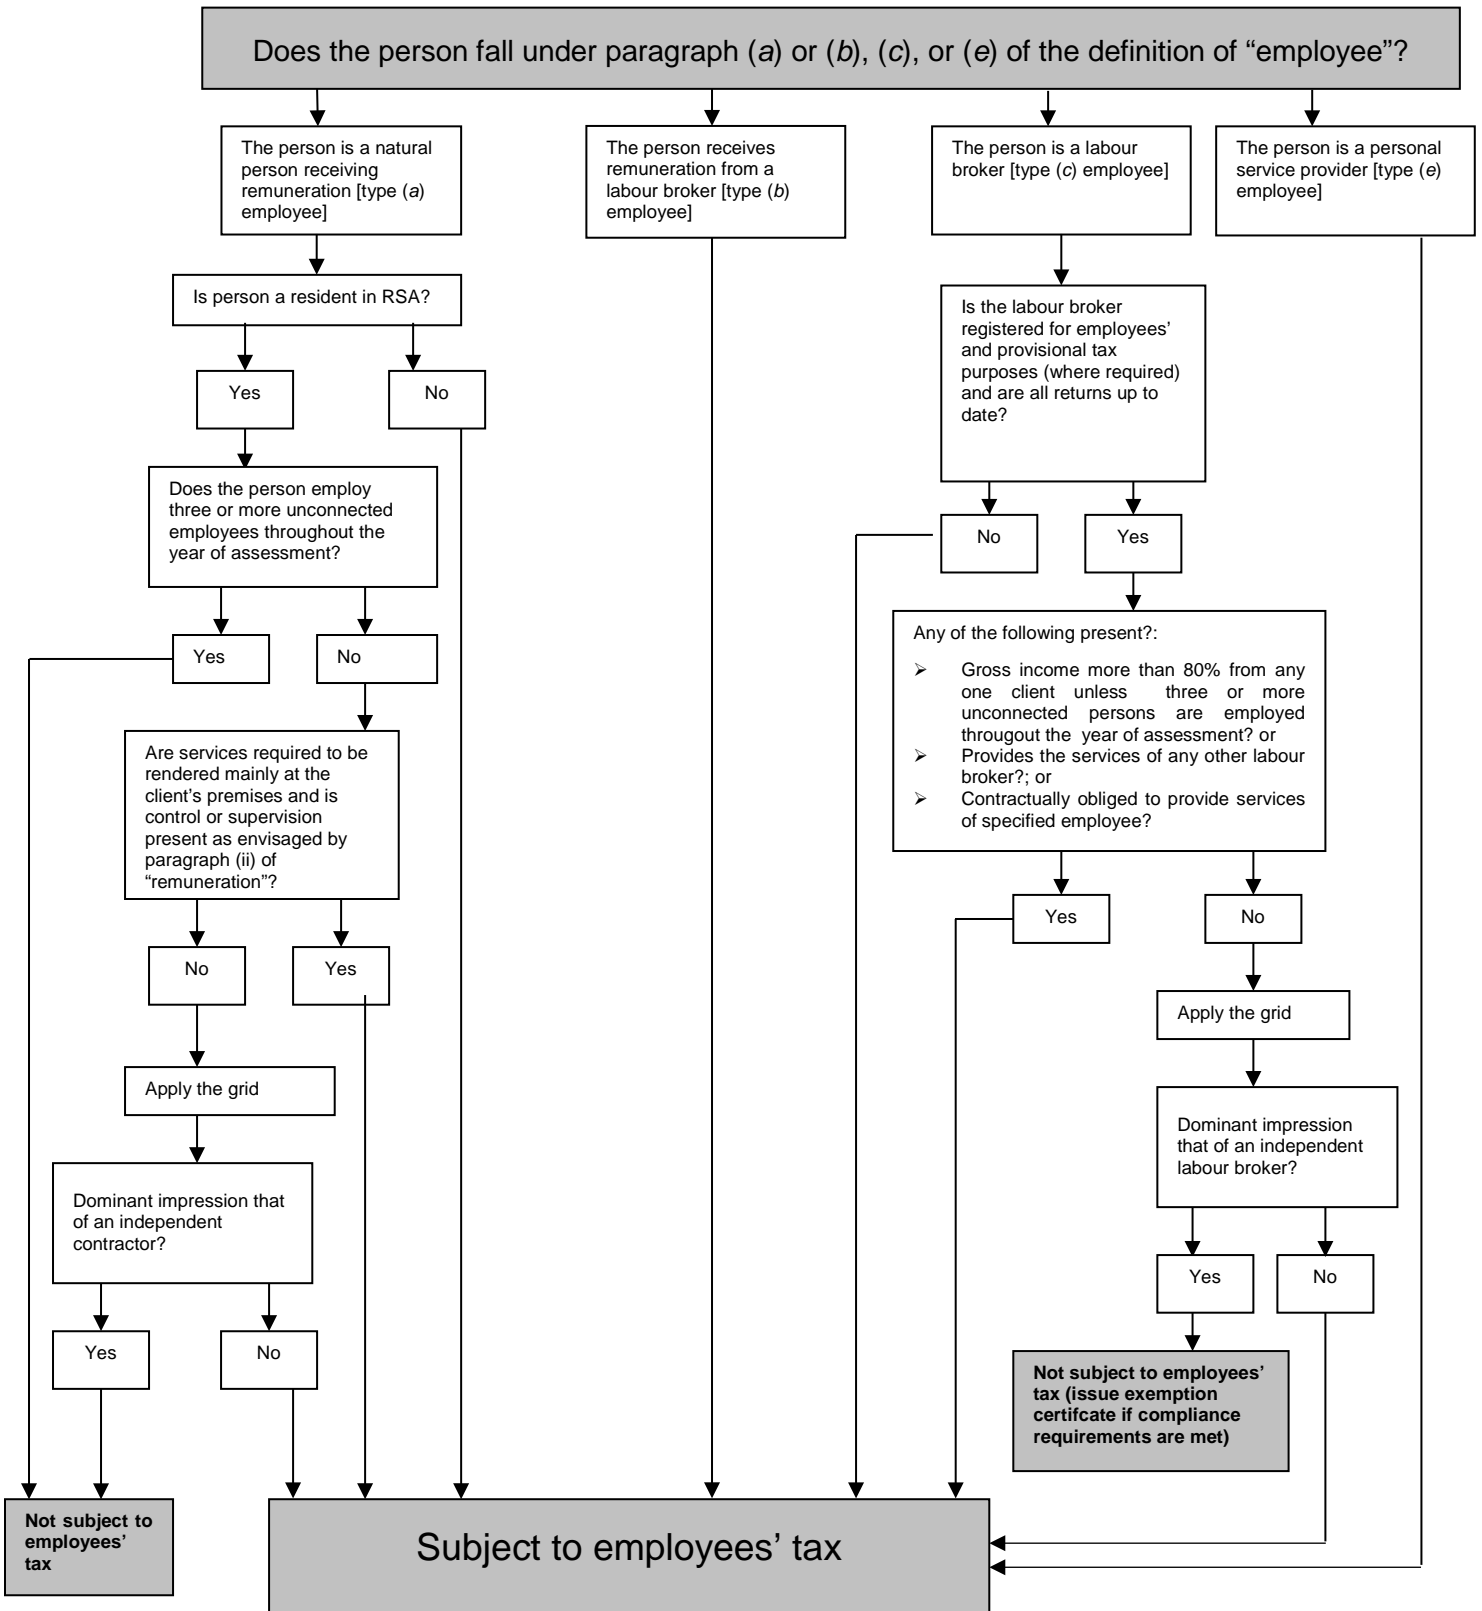 Does the person fall under paragraph (a) or (b), (c), or (e) of the definition of “employee”?
The person is a natural
person receiving
remuneration [type (a)
employee]
The person receives
remuneration from a
labour broker [type (b)
employee]
The person is a labour
broker [type (c) employee]
The person is a personal
service provider [type (e)
employee]
Is person a resident in RSA?
Yes
No
Does the person employ
three or more unconnected
employees throughout the
year of assessment?
Yes
No
Are services required to be
rendered mainly at the
client’s premises and is
control or supervision
present as envisaged by
paragraph (ii) of
“remuneration”?
No
Yes
Apply the grid
Dominant impression that
of an independent
contractor?
Yes
No
Not subject to
employees’
tax
Is the labour broker
registered for employees’
and provisional tax
purposes (where required)
and are all returns up to
date?
No
Yes
Any of the following present?:
➢ Gross income more than 80% from any
one client unless three or more
unconnected persons are employed
througout the year of assessment? or
➢ Provides the services of any other labour
broker?; or
➢ Contractually obliged to provide services
of specified employee?
Yes
No
Apply the grid
Dominant impression
that of an independent
labour broker?
Yes
No
Not subject to employees’
tax (issue exemption
certifcate if compliance
requirements are met)
Subject to employees’ tax